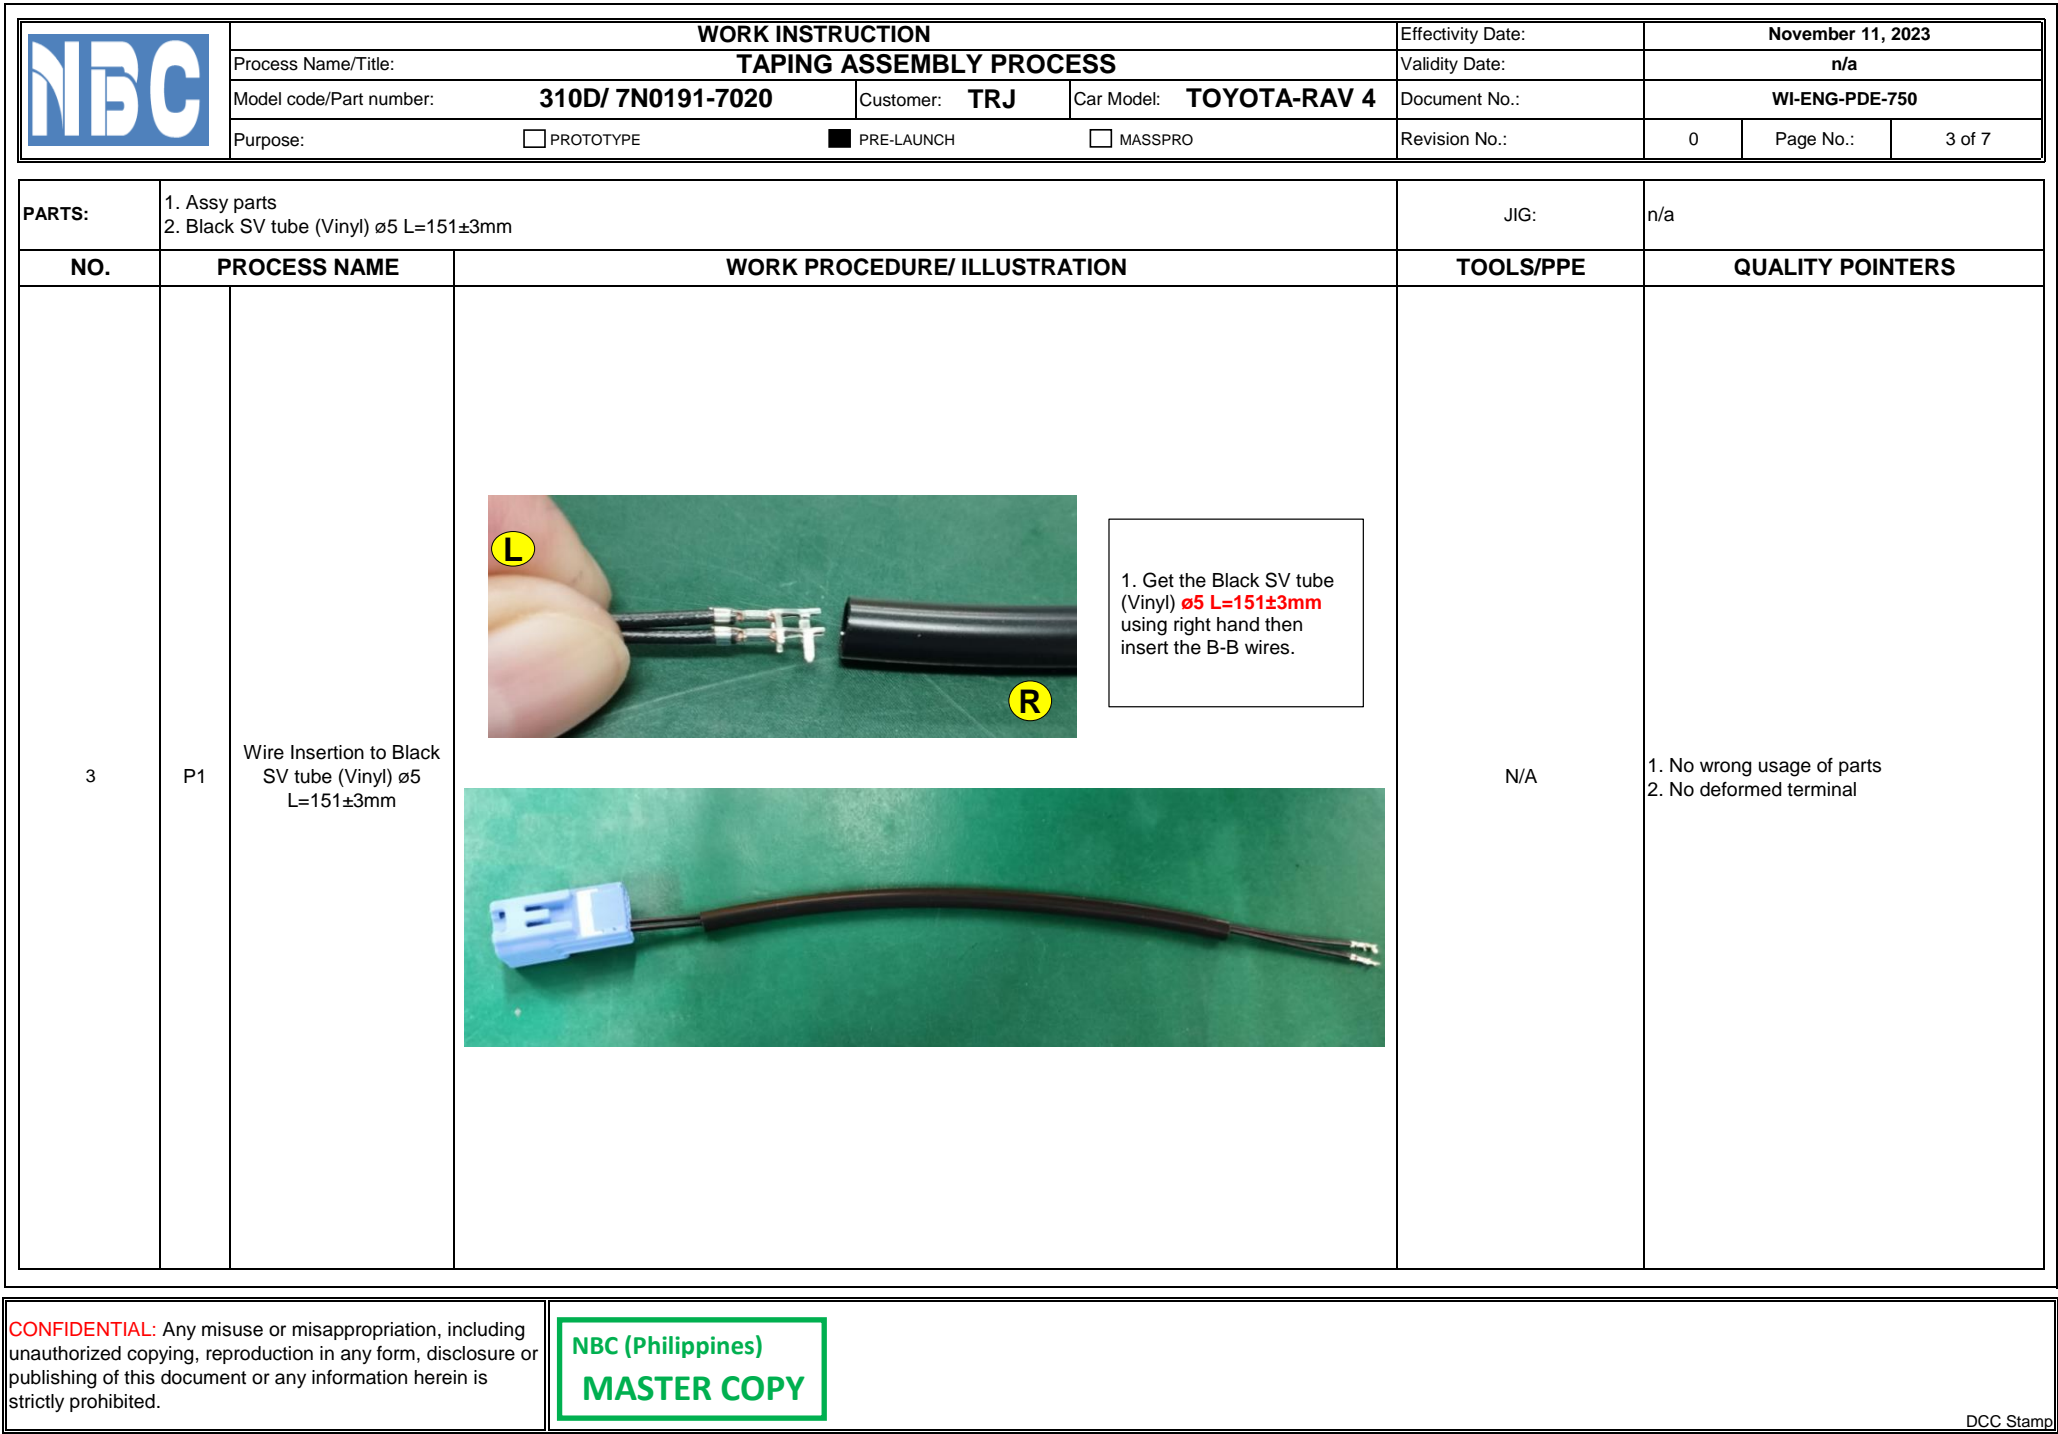 NBC
WORK INSTRUCTION
Effectivity Date:
November 11, 2023
Process Name/Title:
TAPING ASSEMBLY PROCESS
Validity Date:
n/a
Model code/Part number:
310D/ 7N0191-7020
Customer:
TRJ
Car Model:
TOYOTA-RAV 4
Document No.:
WI-ENG-PDE-750
Purpose:
PROTOTYPE
PRE-LAUNCH
MASSPRO
Revision No.:
0
Page No.:
3 of 7
PARTS:
1. Assy parts
2. Black SV tube (Vinyl) ø5 L=151±3mm
JIG:
n/a
NO.
PROCESS NAME
WORK PROCEDURE/ ILLUSTRATION
TOOLS/PPE
QUALITY POINTERS
3
P1
Wire Insertion to Black
SV tube (Vinyl) ø5
L=151±3mm
L
R
1. Get the Black SV tube
(Vinyl) ø5 L=151±3mm
using right hand then
insert the B-B wires.
N/A
1. No wrong usage of parts
2. No deformed terminal
CONFIDENTIAL: Any misuse or misappropriation, including
unauthorized copying, reproduction in any form, disclosure or
publishing of this document or any information herein is
strictly prohibited.
NBC (Philippines)
MASTER COPY
DCC Stamp